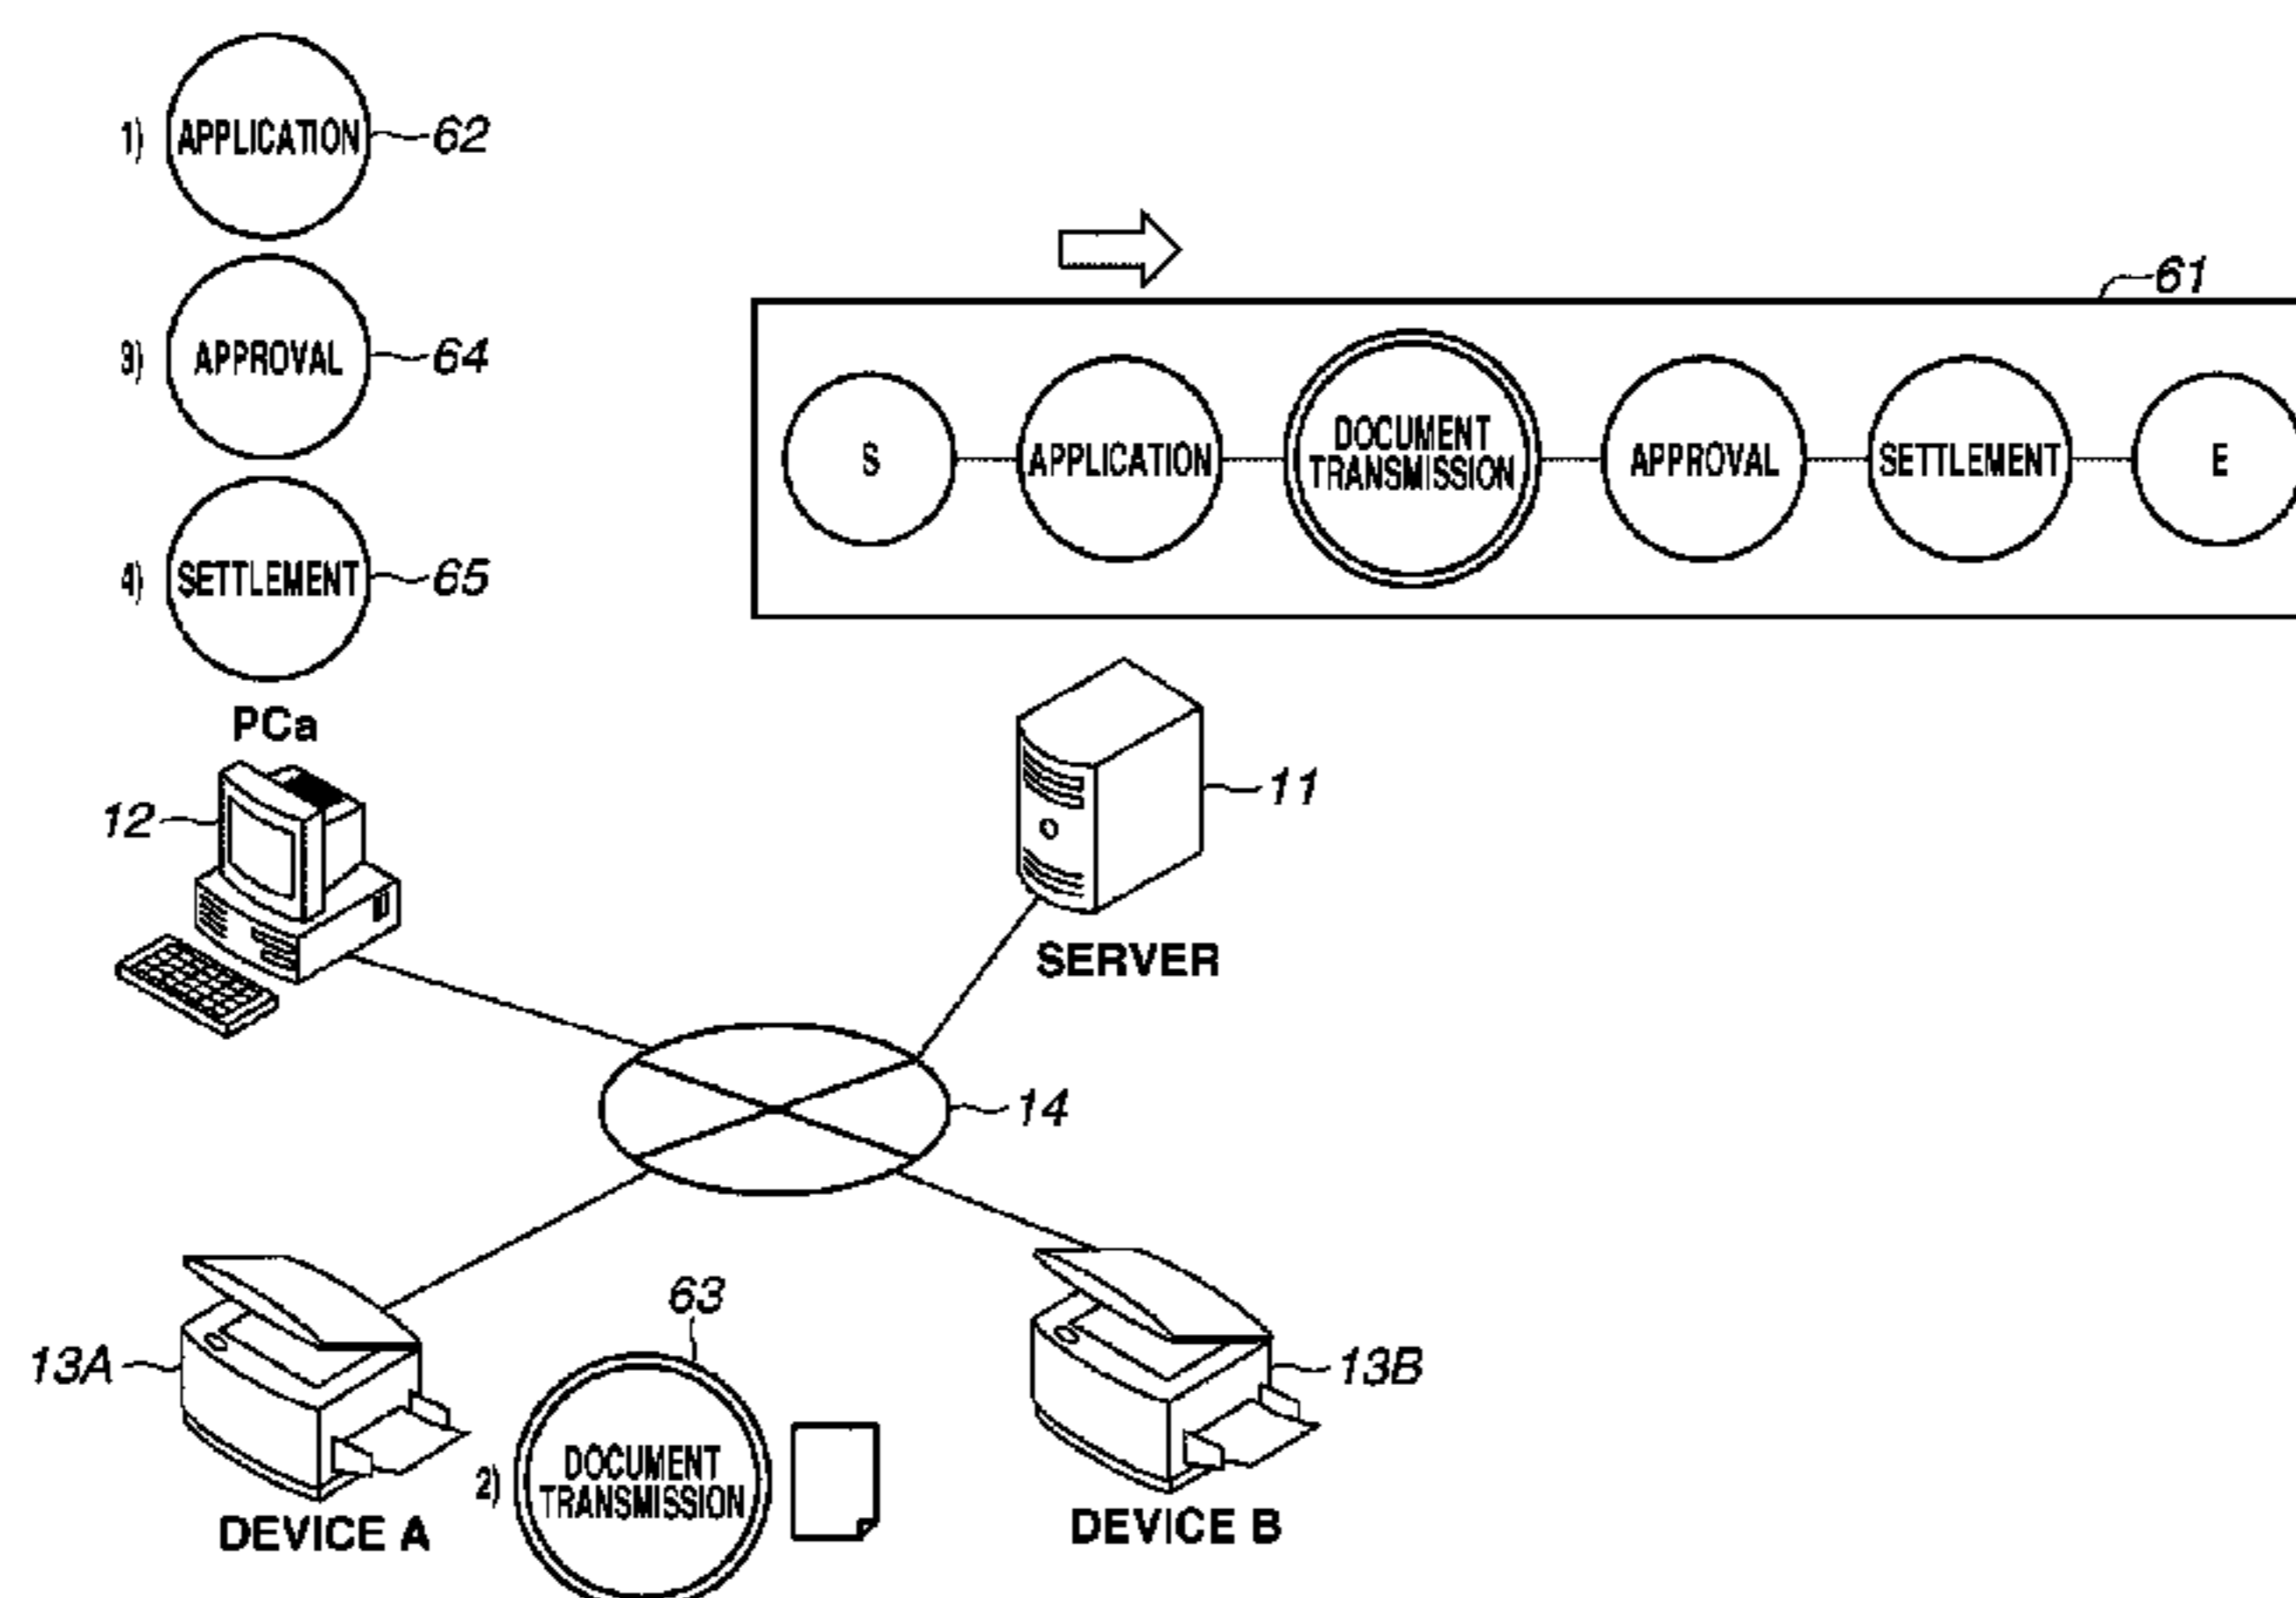 1) APPLICATION 62
3) APPROVAL 64
4) SETTLEMENT 65
PCa
12
61
S APPLICATION DOCUMENT TRANSMISSION APPROVAL SETTLEMENT E
11
SERVER
14
13A
DEVICE A
63
2) DOCUMENT
TRANSMISSION
13B
DEVICE B